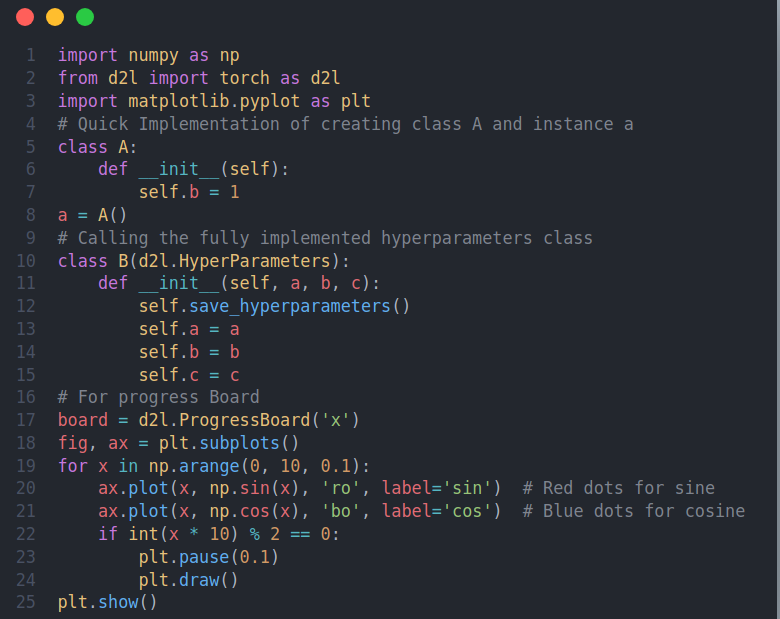 1 import numpy as np
2 from d2l import torch as d2l
3 import matplotlib.pyplot as plt
4 # Quick Implementation of creating class A and instance a
5 class A:
6     def __init__(self):
7         self.b = 1
8 a = A()
9 # Calling the fully implemented hyperparameters class
10 class B(d2l.HyperParameters):
11     def __init__(self, a, b, c):
12         self.save_hyperparameters()
13         self.a = a
14         self.b = b
15         self.c = c
16 # For progress Board
17 board = d2l.ProgressBoard('x')
18 fig, ax = plt.subplots()
19 for x in np.arange(0, 10, 0.1):
20     ax.plot(x, np.sin(x), 'ro', label='sin')  # Red dots for sine
21     ax.plot(x, np.cos(x), 'bo', label='cos')  # Blue dots for cosine
22     if int(x * 10) % 2 == 0:
23         plt.pause(0.1)
24         plt.draw()
25 plt.show()